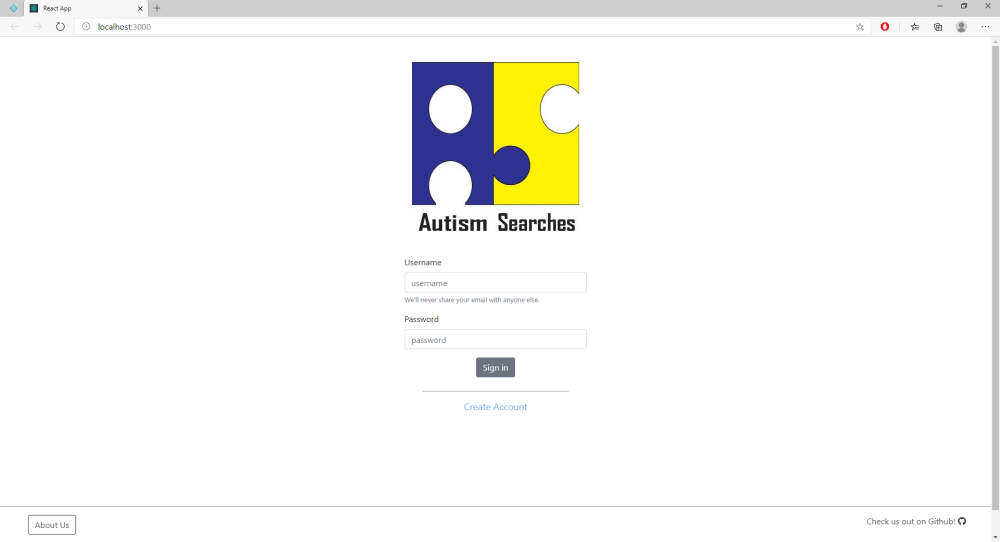 React App
localhost:3000
Autism Searches
Username
username
We'll never share your email with anyone else.
Password
password
Sign in
Create Account
About Us
Check us out on Github!